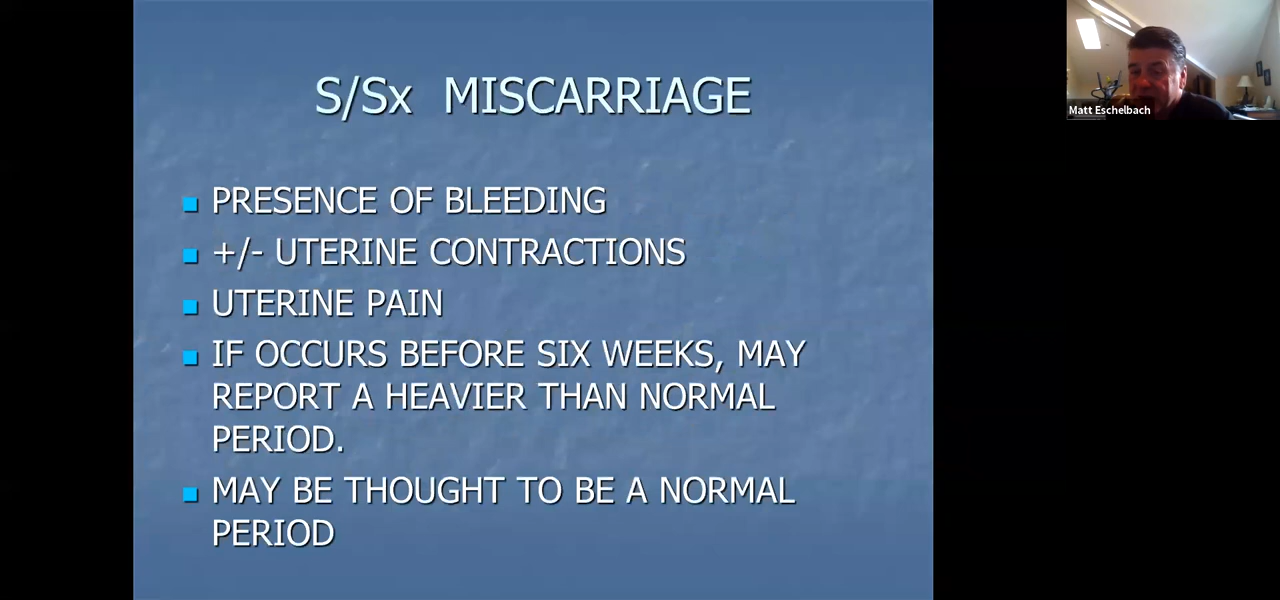 S/Sx MISCARRIAGE
PRESENCE OF BLEEDING
+/- UTERINE CONTRACTIONS
UTERINE PAIN
IF OCCURS BEFORE SIX WEEKS, MAY
REPORT A HEAVIER THAN NORMAL
PERIOD.
MAY BE THOUGHT TO BE A NORMAL
PERIOD
Matt Eschelbach